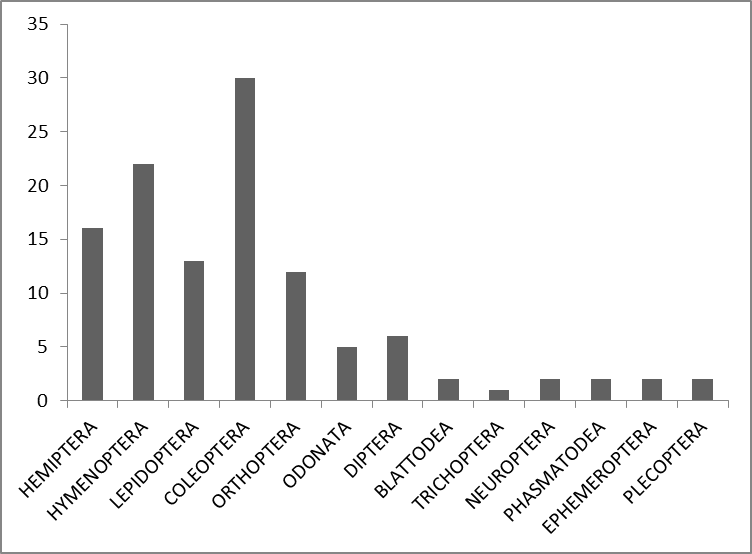 35
30
25
20
15
10
5
0
HEMIPTERA
HYMENOPTERA
LEPIDOPTERA
COLEOPTERA
ORTHOPTERA
ODONATA
DIPTERA
BLATTODEA
TRICHOPTERA
NEUROPTERA
PHASMATODEA
EPHEMEROPTERA
PLECOPTERA